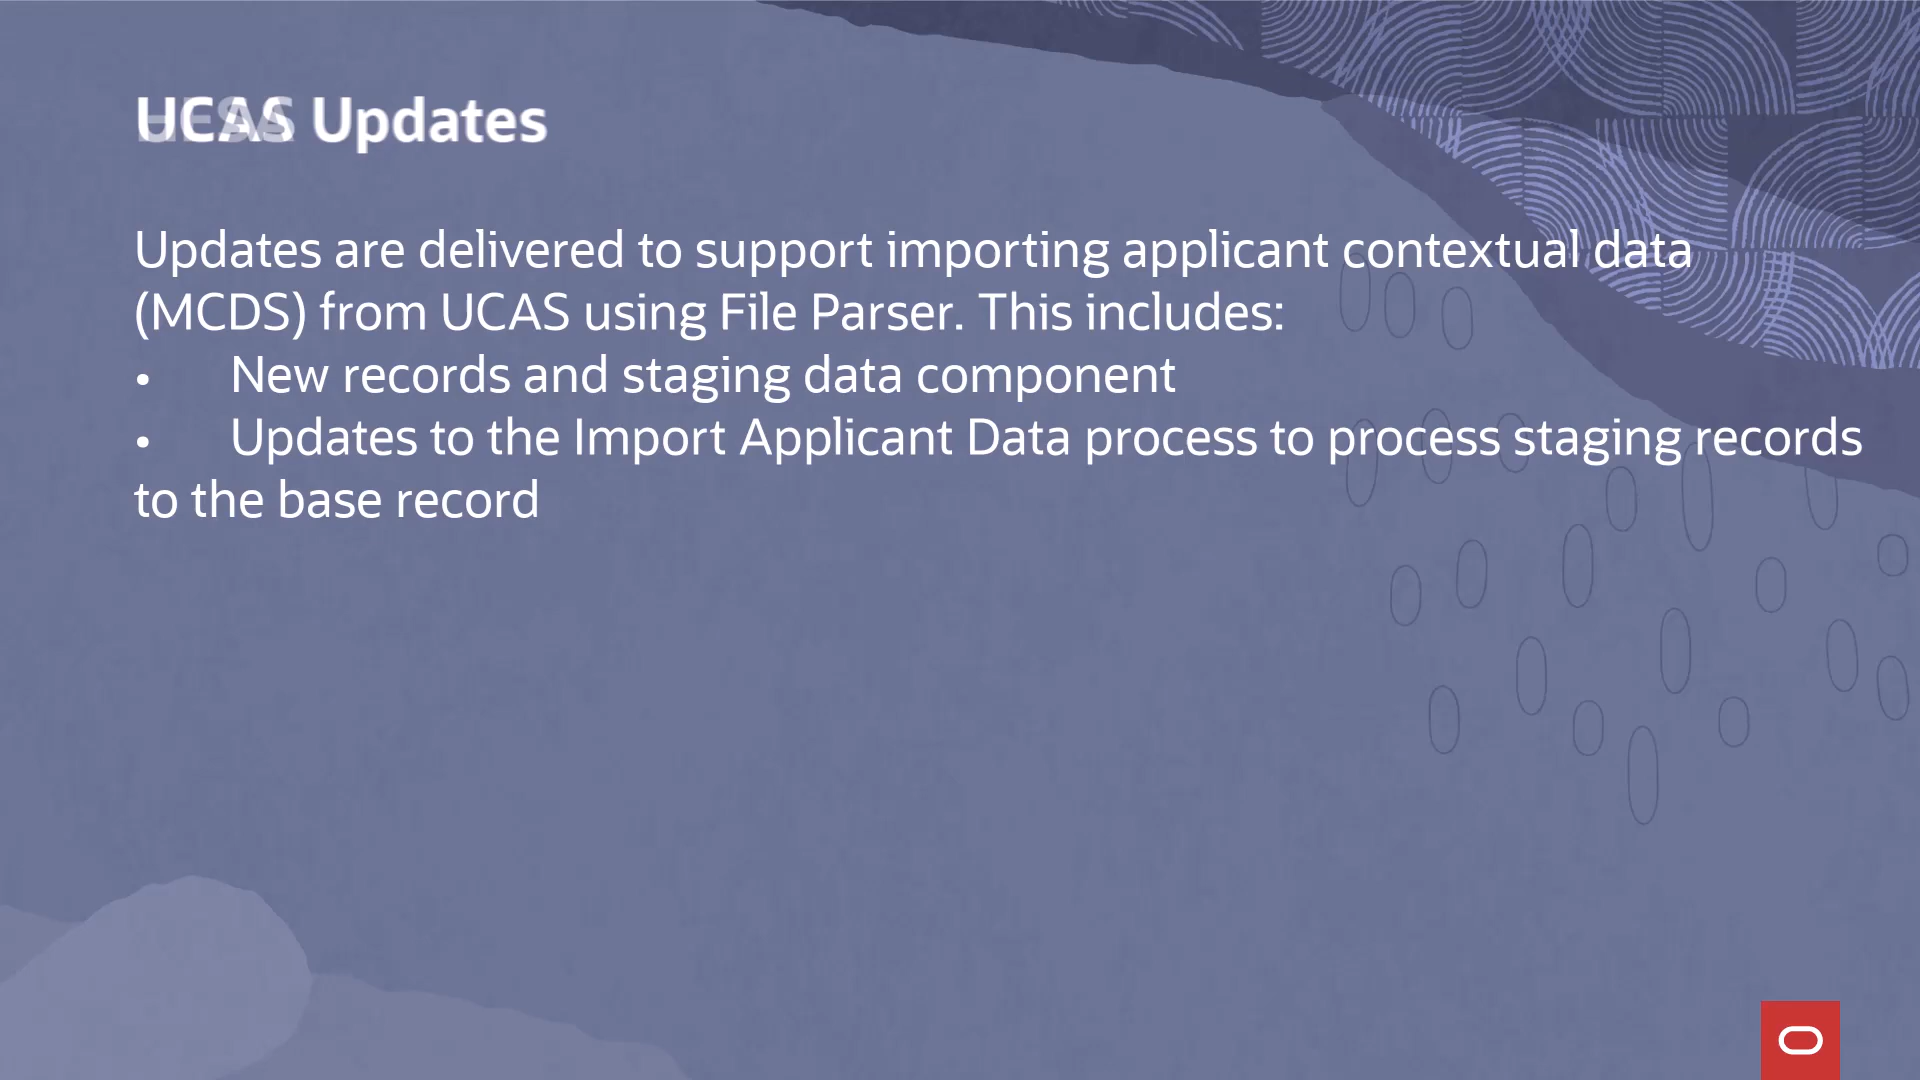 UCAS Updates
Updates are delivered to support importing applicant contextual data
(MCDS) from UCAS using File Parser. This includes:
• New records and staging data component
• Updates to the Import Applicant Data process to process staging records
to the base record